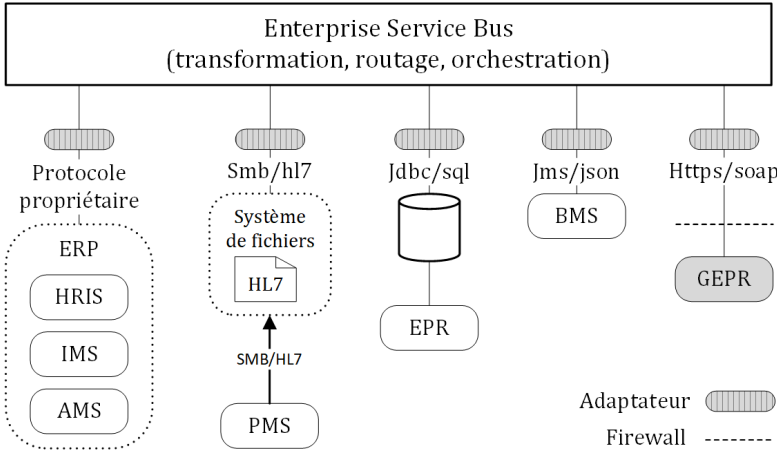 Enterprise Service Bus
(transformation, routage, orchestration)
Protocole
propriétaire
Smb/hl7
Jdbc/sql
Jms/json
Https/soap
ERP
HRIS
IMS
AMS
Système
de fichiers
HL7
SMB/HL7
PMS
EPR
BMS
GEPR
Adaptateur
Firewall